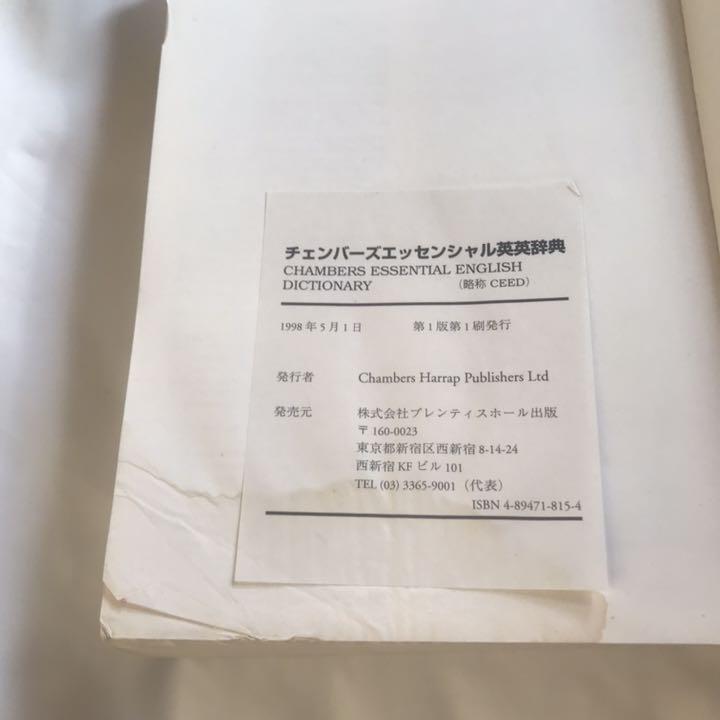 チェンバーズエッセンシャル英英辞典
CHAMBERS ESSENTIAL ENGLISH
DICTIONARY （略称 CEED）
1998年5月1日 第1版第1刷発行
発行者 Chambers Harrap Publishers Ltd
発売元 株式会社プレンティスホール出版
〒160-0023
東京都新宿区西新宿 8-14-24
西新宿 KF ビル 101
TEL (03) 3365-9001（代表）
ISBN 4-89471-815-4